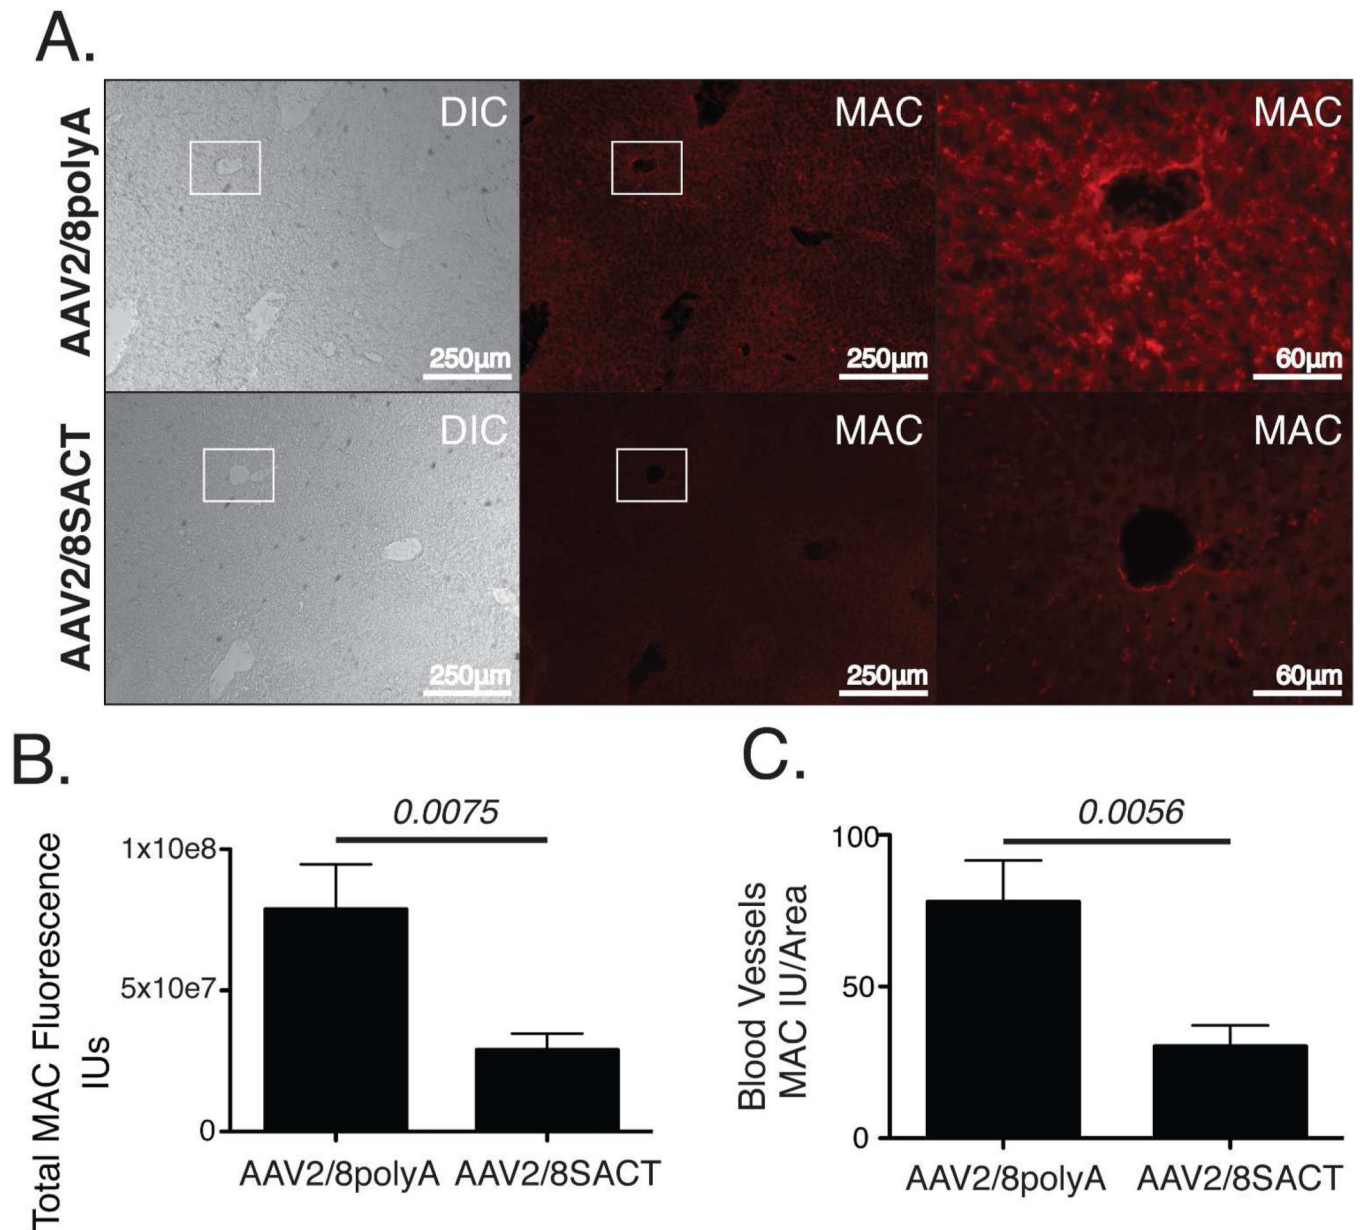 A.
AAV2/8polyA
DIC
MAC
MAC
250µm
250µm
60µm
AAV2/8SACT
DIC
MAC
MAC
250µm
250µm
60µm
B.
0.0075
Total MAC Fluorescence
IUs
1x10e8
5x10e7
0
AAV2/8polyA
AAV2/8SACT
C.
0.0056
Blood Vessels
MAC IU/Area
100
50
0
AAV2/8polyA
AAV2/8SACT